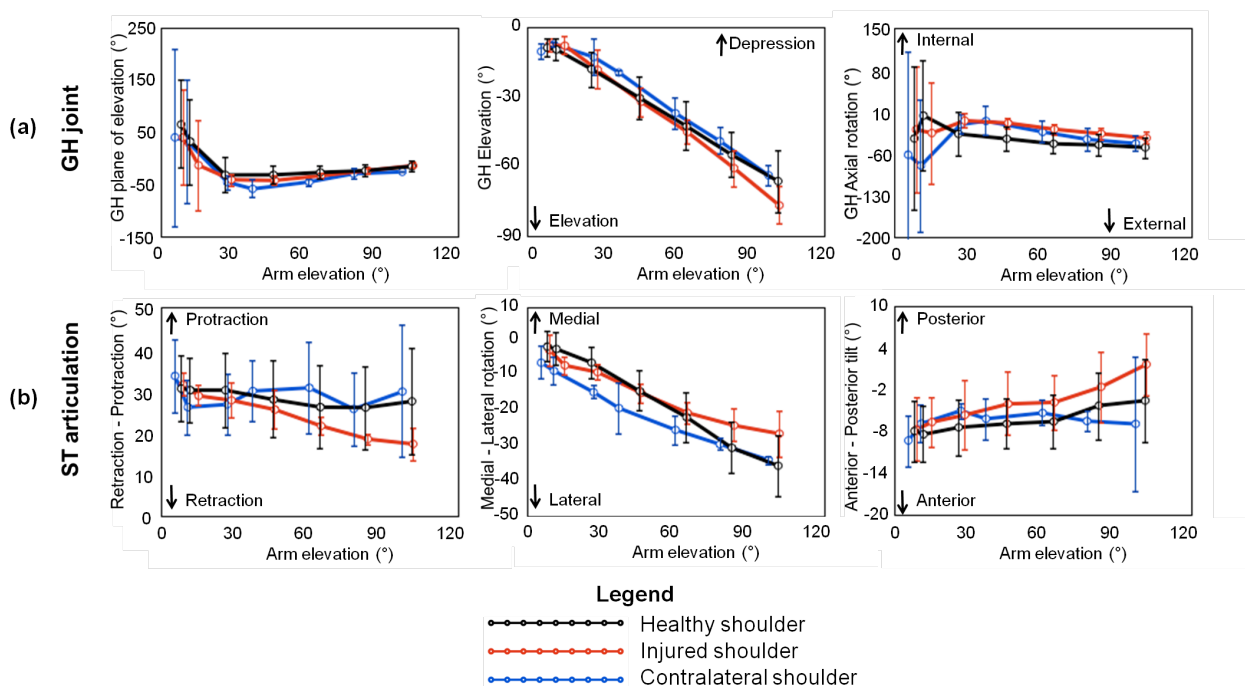 (a)
GH joint
GH plane of elevation (°)
250
150
50
-50
-150
0 30 60 90 120
Arm elevation (°)
GH Elevation (°)
0
-30
-60
-90
Depression
Elevation
0 30 60 90 120
Arm elevation (°)
GH Axial rotation (°)
150
80
10
-60
-130
-200
Internal
External
0 30 60 90 120
Arm elevation (°)
(b)
ST articulation
Retraction - Protraction (°)
50
40
30
20
10
0
Protraction
Retraction
0 30 60 90 120
Arm elevation (°)
Medial - Lateral rotation (°)
10
0
-10
-20
-30
-40
-50
Medial
Lateral
0 30 60 90 120
Arm elevation (°)
Anterior - Posterior tilt (°)
10
4
-2
-8
-14
-20
Posterior
Anterior
0 30 60 90 120
Arm elevation (°)
Legend
Healthy shoulder
Injured shoulder
Contralateral shoulder